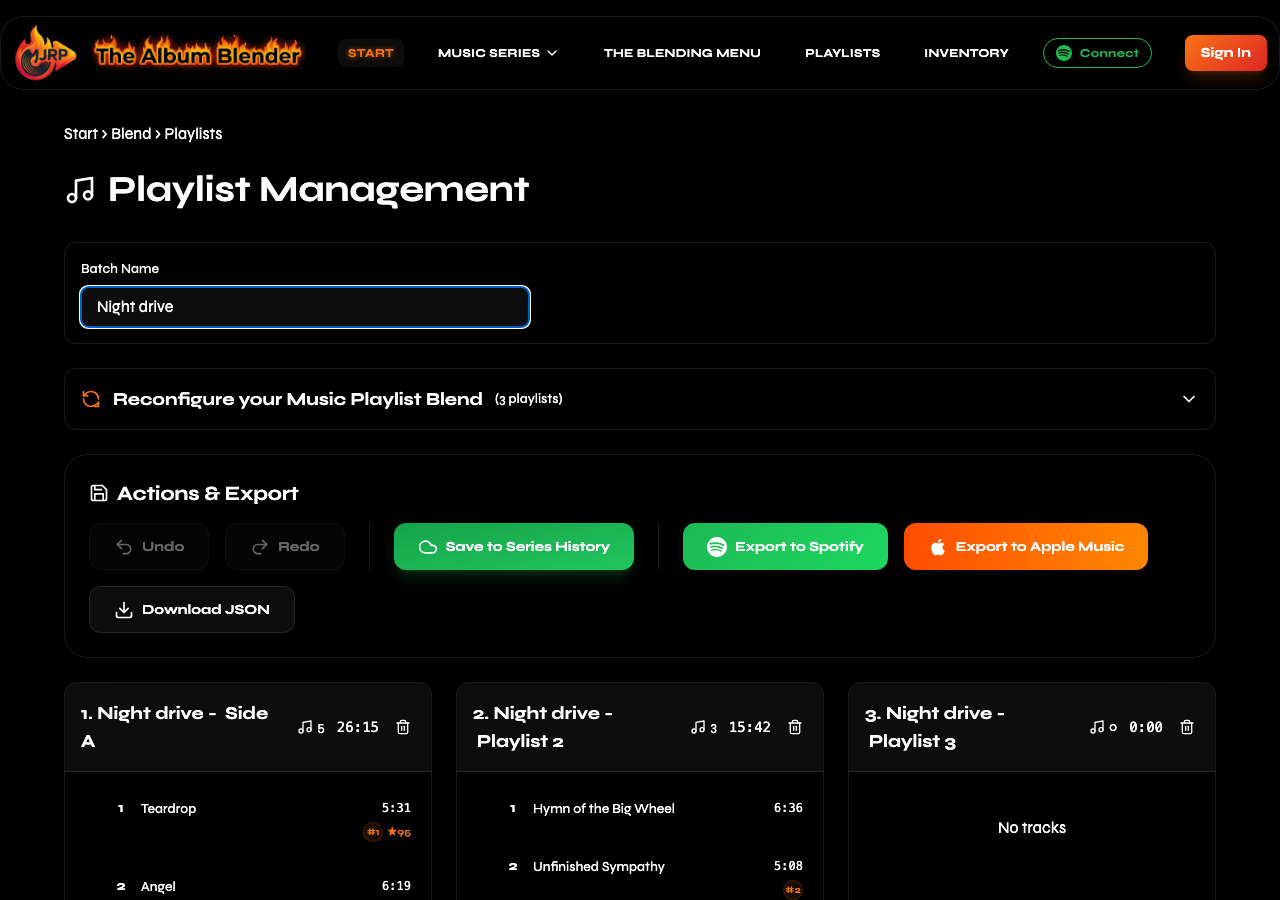 JRP The Album Blender START MUSIC SERIES THE BLENDING MENU PLAYLISTS INVENTORY Connect Sign In
Start › Blend › Playlists
Playlist Management
Batch Name
Night drive
Reconfigure your Music Playlist Blend (3 playlists)
Actions & Export
Undo Redo Save to Series History Export to Spotify Export to Apple Music
Download JSON
1. Night drive - Side A 5 26:15
1 Teardrop 5:31
#1 ★95
2 Angel 6:19
2. Night drive - Playlist 2 3 15:42
1 Hymn of the Big Wheel 6:36
2 Unfinished Sympathy 5:08
#2
3. Night drive - Playlist 3 0 0:00
No tracks